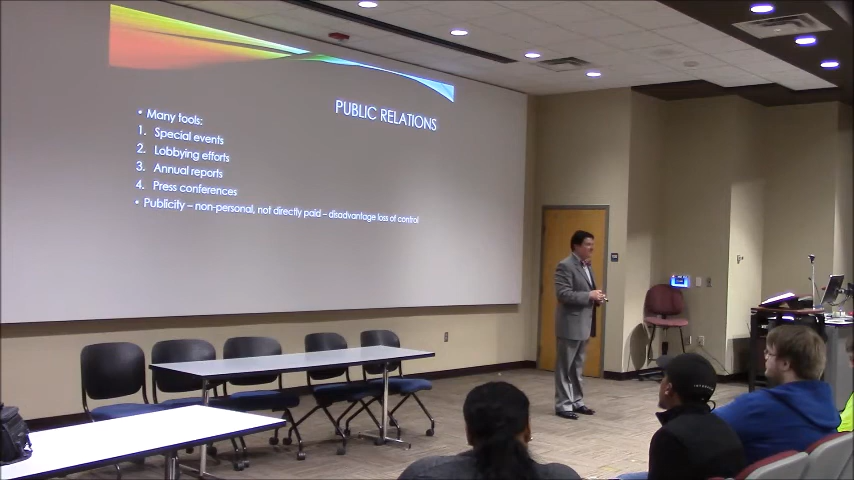 PUBLIC RELATIONS
• Many tools:
1. Special events
2. Lobbying efforts
3. Annual reports
4. Press conferences
• Publicity – non-personal, not directly paid – disadvantage loss of control